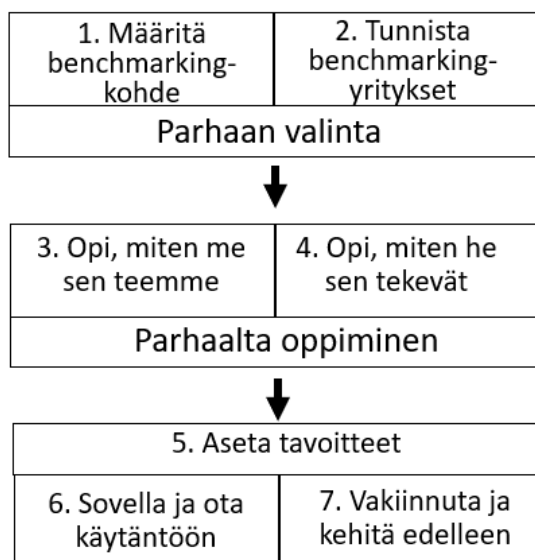 1. Määritä
benchmarking-
kohde
2. Tunnista
benchmarking-
yritykset
Parhaan valinta
3. Opi, miten me
sen teemme
4. Opi, miten he
sen tekevät
Parhaalta oppiminen
5. Aseta tavoitteet
6. Sovella ja ota
käytäntöön
7. Vakiinnuta ja
kehitä edelleen